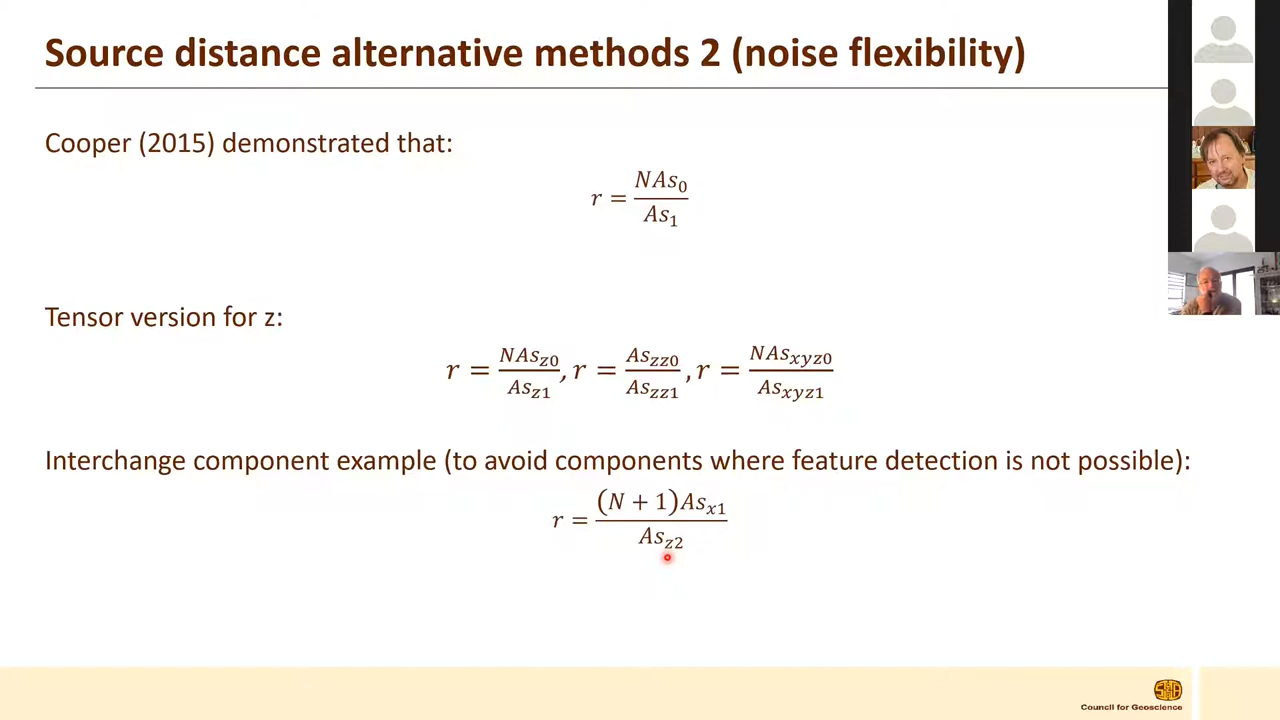 Source distance alternative methods 2 (noise flexibility)
Cooper (2015) demonstrated that:
r = NAs₀ / As₁
Tensor version for z:
r = NAs_z0 / As_z1, r = As_zz0 / As_zz1, r = NAs_xyz0 / As_xyz1
Interchange component example (to avoid components where feature detection is not possible):
r = (N + 1)As_x1 / As_z2
Council for Geoscience